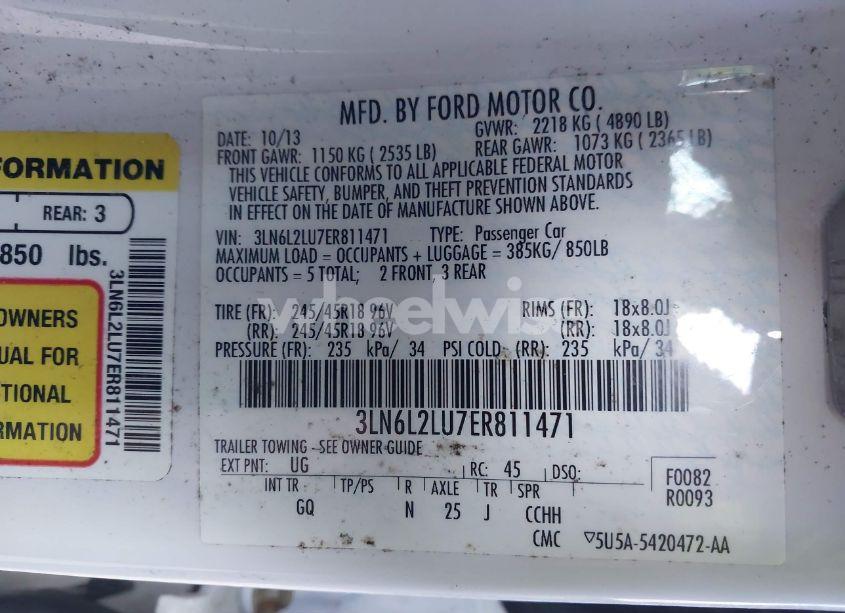 FORMATION
REAR: 3
850 lbs.
OWNERS
UAL FOR
TIONAL
RMATION
3LN6L2LU7ER811471
MFD. BY FORD MOTOR CO.
DATE: 10/13 GVWR: 2218 KG ( 4890 LB)
FRONT GAWR: 1150 KG ( 2535 LB) REAR GAWR: 1073 KG ( 2365 LB)
THIS VEHICLE CONFORMS TO ALL APPLICABLE FEDERAL MOTOR
VEHICLE SAFETY, BUMPER, AND THEFT PREVENTION STANDARDS
IN EFFECT ON THE DATE OF MANUFACTURE SHOWN ABOVE.
VIN: 3LN6L2LU7ER811471 TYPE: Passenger Car
MAXIMUM LOAD = OCCUPANTS + LUGGAGE = 385KG/ 850LB
OCCUPANTS = 5 TOTAL; 2 FRONT, 3 REAR
TIRE (FR): 245/45R18 96V RIMS (FR): 18x8.0J
(RR): 245/45R18 96V (RR): 18x8.0J
PRESSURE (FR): 235 kPa/ 34 PSI COLD (RR): 235 kPa/ 34
wheelwis
3LN6L2LU7ER811471
TRAILER TOWING - SEE OWNER GUIDE
EXT PNT: UG RC: 45 DSO:
F0082
R0093
INT TR TP/PS R AXLE TR SPR
GQ N 25 J CCHH
CMC ▽5U5A-5420472-AA